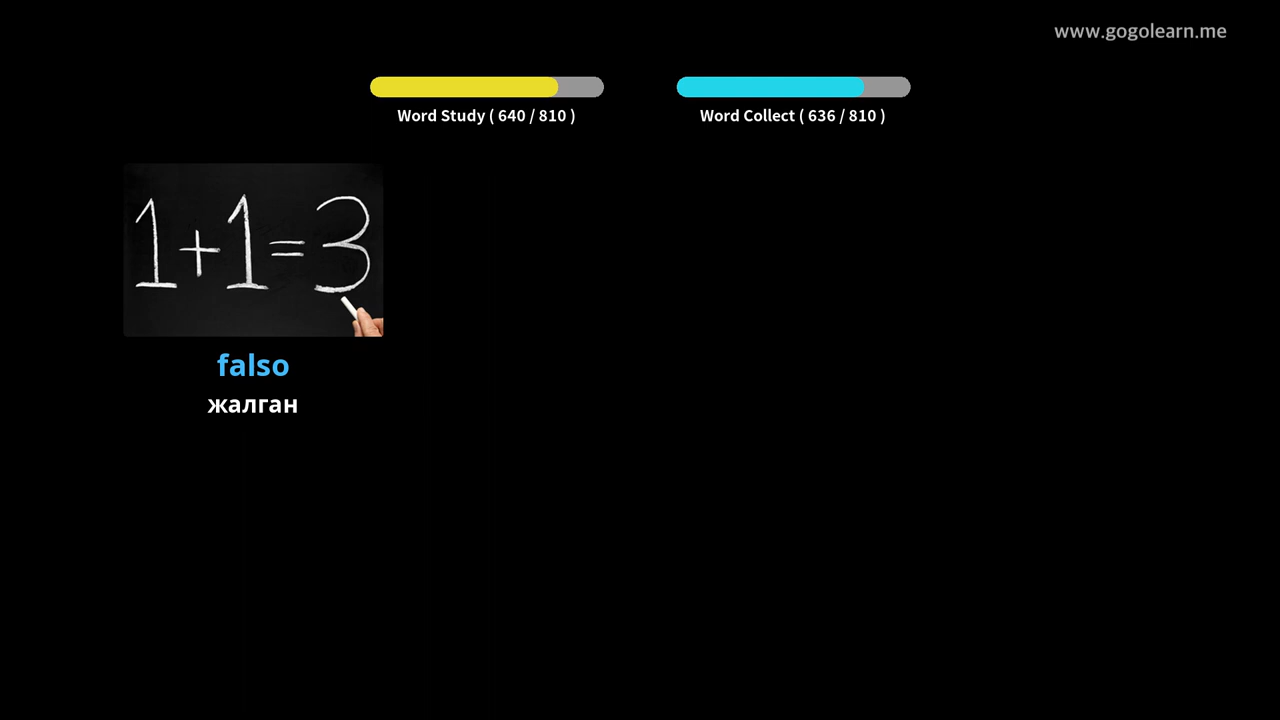 www.gogolearn.me
Word Study ( 640 / 810 )
Word Collect ( 636 / 810 )
1+1=3
falso
жалган